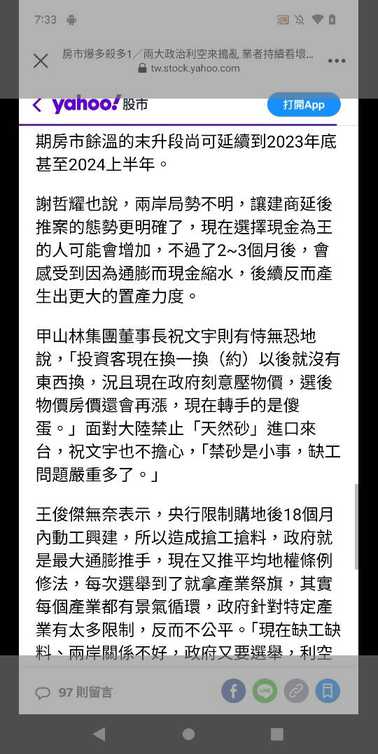 7:33
房市爆多殺多1／兩大政治利空來搗亂 業者持續看壞...
tw.stock.yahoo.com
yahoo!股市
打開App
期房市餘溫的末升段尚可延續到2023年底
甚至2024上半年。
謝哲耀也說，兩岸局勢不明，讓建商延後
推案的態勢更明確了，現在選擇現金為王
的人可能會增加，不過了2~3個月後，會
感受到因為通膨而現金縮水，後續反而產
生出更大的置產力度。
甲山林集團董事長祝文宇則有恃無恐地
說，「投資客現在換一換（約）以後就沒有
東西換，況且現在政府刻意壓物價，選後
物價房價還會再漲，現在轉手的是傻
蛋。」面對大陸禁止「天然砂」進口來
台，祝文宇也不擔心，「禁砂是小事，缺工
問題嚴重多了。」
王俊傑無奈表示，央行限制購地後18個月
內動工興建，所以造成搶工搶料，政府就
是最大通膨推手，現在又推平均地權條例
修法，每次選舉到了就拿產業祭旗，其實
每個產業都有景氣循環，政府針對特定產
業有太多限制，反而不公平。「現在缺工缺
料、兩岸關係不好，政府又要選舉，利空
97 則留言
LINE